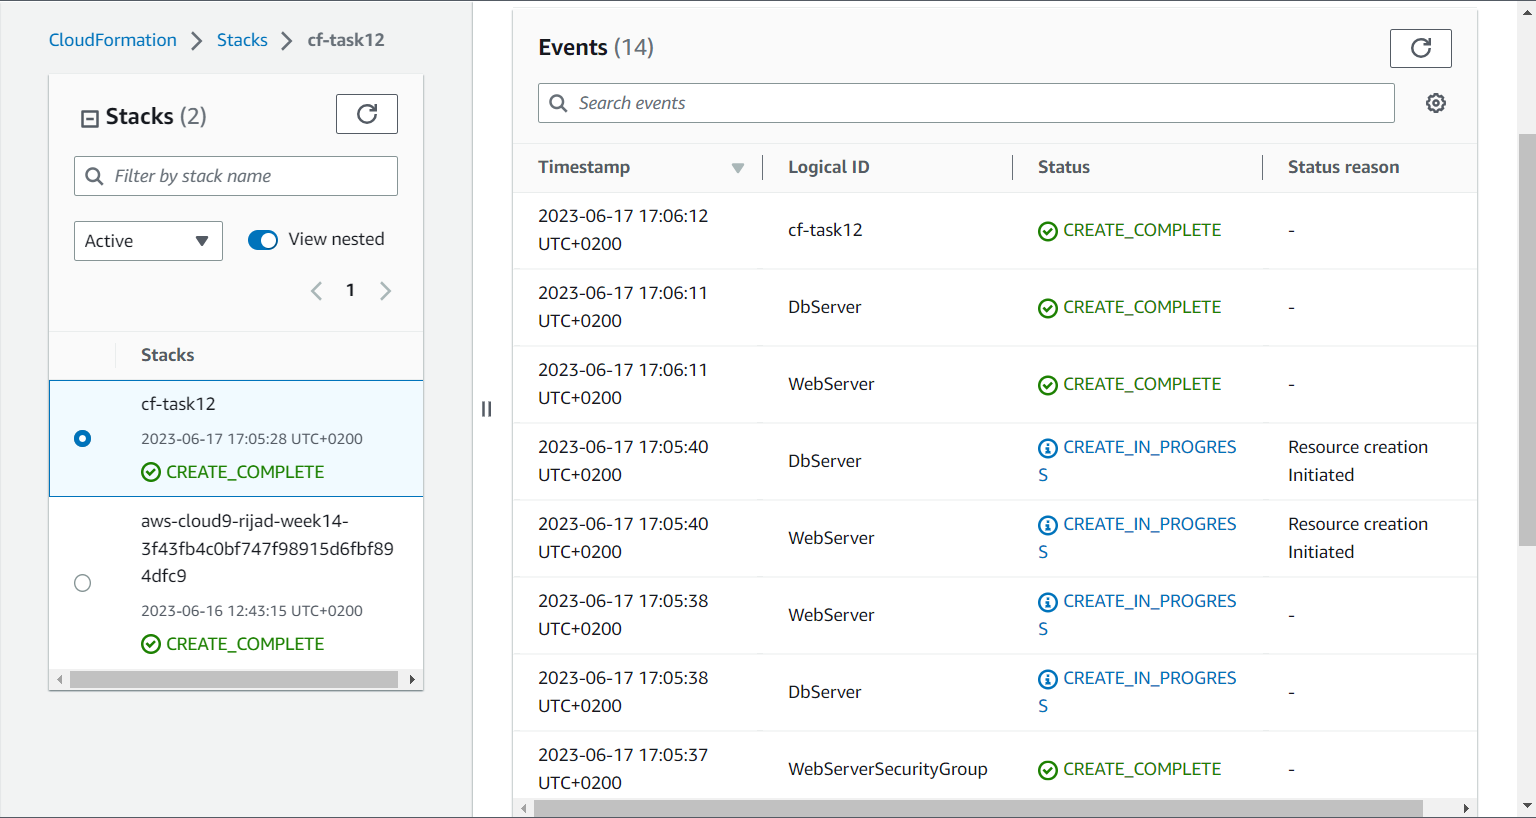 CloudFormation > Stacks > cf-task12
Stacks (2)
Filter by stack name
Active
View nested
1
Stacks
cf-task12
2023-06-17 17:05:28 UTC+0200
CREATE_COMPLETE
aws-cloud9-rijad-week14-
3f43fb4c0bf747f98915d6fbf89
4dfc9
2023-06-16 12:43:15 UTC+0200
CREATE_COMPLETE
Events (14)
Search events
Timestamp Logical ID Status Status reason
2023-06-17 17:06:12
UTC+0200
cf-task12
CREATE_COMPLETE
-
2023-06-17 17:06:11
UTC+0200
DbServer
CREATE_COMPLETE
-
2023-06-17 17:06:11
UTC+0200
WebServer
CREATE_COMPLETE
-
2023-06-17 17:05:40
UTC+0200
DbServer
CREATE_IN_PROGRES
S
Resource creation
Initiated
2023-06-17 17:05:40
UTC+0200
WebServer
CREATE_IN_PROGRES
S
Resource creation
Initiated
2023-06-17 17:05:38
UTC+0200
WebServer
CREATE_IN_PROGRES
S
-
2023-06-17 17:05:38
UTC+0200
DbServer
CREATE_IN_PROGRES
S
-
2023-06-17 17:05:37
UTC+0200
WebServerSecurityGroup
CREATE_COMPLETE
-